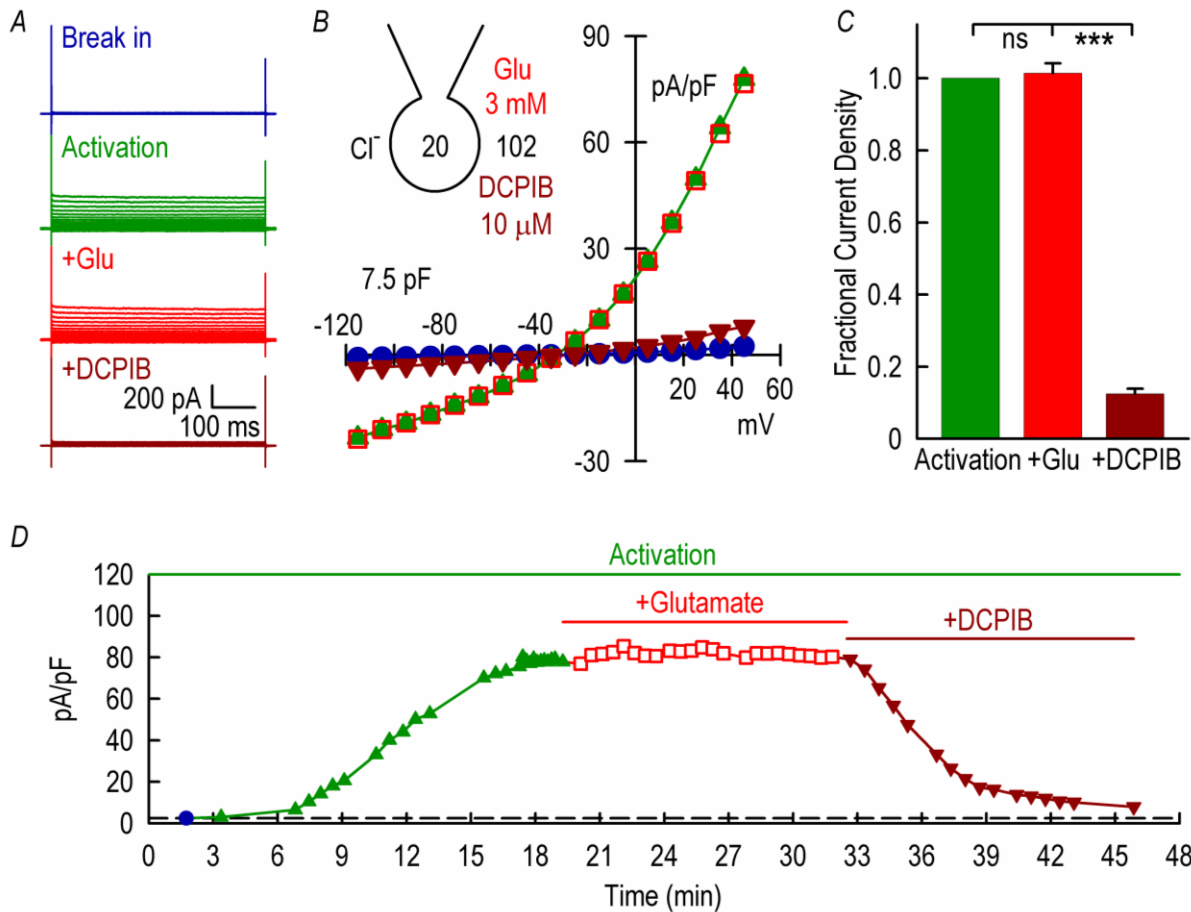 A
Break in
Activation
+Glu
+DCPIB
200 pA
100 ms
B
Glu
3 mM
Cl⁻
20
102
DCPIB
10 μM
7.5 pF
pA/pF
90
60
30
-30
-120
-80
-40
20
40
60
mV
C
ns
***
Fractional Current Density
1.0
0.8
0.6
0.4
0.2
0
Activation
+Glu
+DCPIB
D
Activation
+Glutamate
+DCPIB
pA/pF
120
100
80
60
40
20
0
0 3 6 9 12 15 18 21 24 27 30 33 36 39 42 45 48
Time (min)